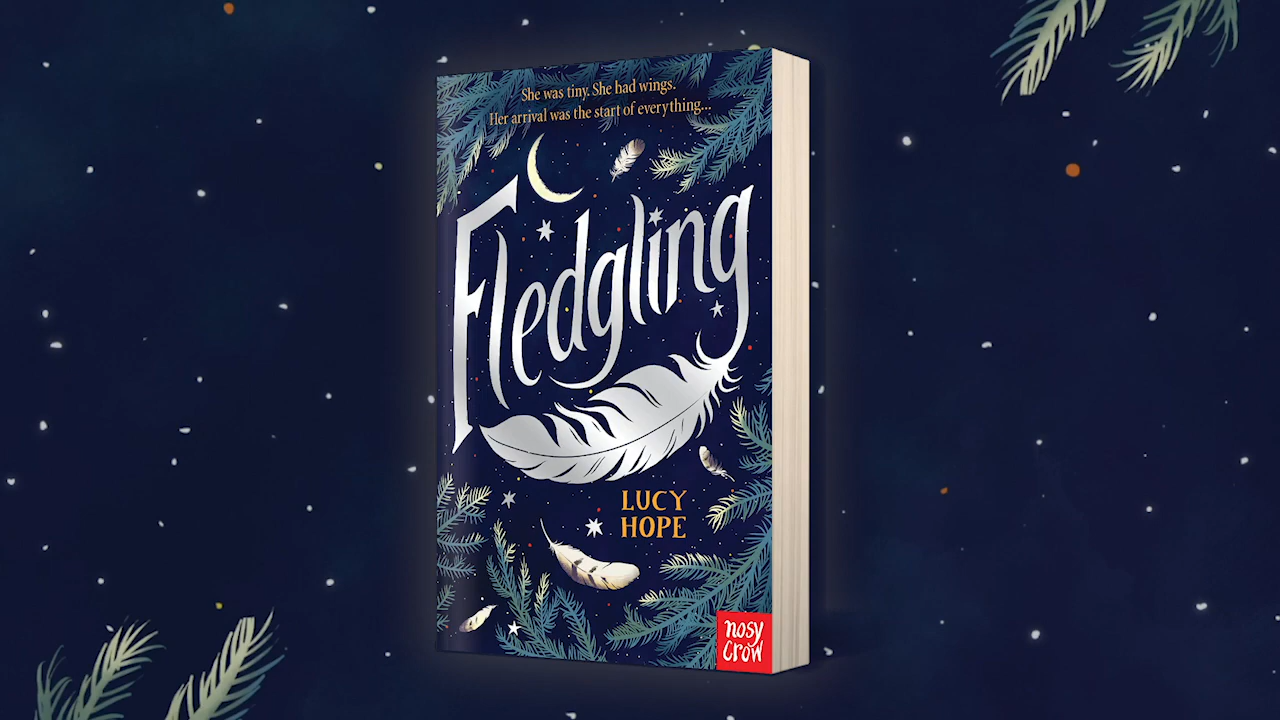 She was tiny. She had wings.
Her arrival was the start of everything...
Fledgling
LUCY
HOPE
nosy
crow